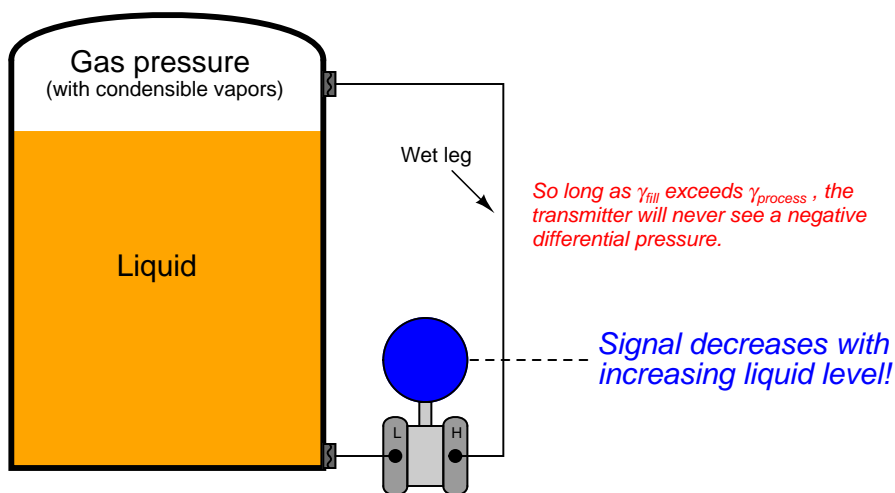 Gas pressure
(with condensible vapors)
Wet leg
So long as γfill exceeds γprocess , the
transmitter will never see a negative
differential pressure.
Liquid
Signal decreases with
increasing liquid level!
L
H